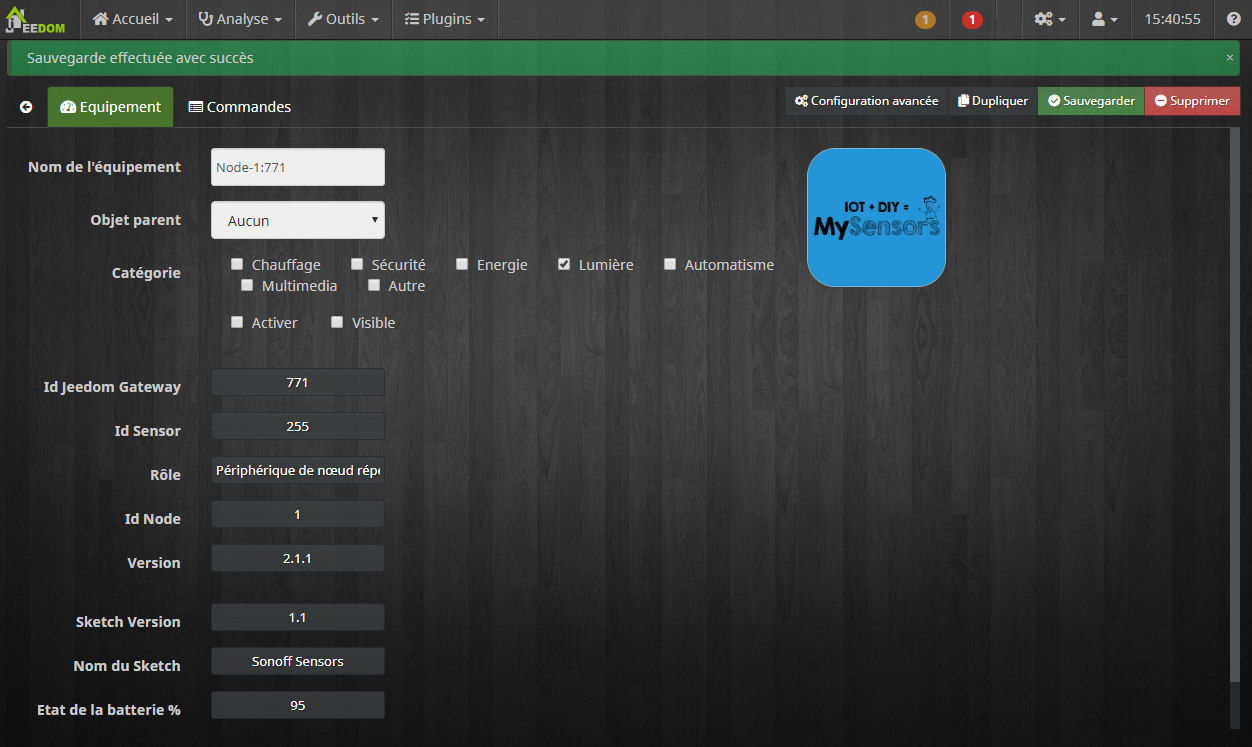 EEDOM Accueil Analyse Outils Plugins 1 1 15:40:55
Sauvegarde effectuée avec succès ×
Equipement Commandes Configuration avancée Dupliquer Sauvegarder Supprimer
Nom de l'équipement Node-1:771
IOT + DIY =
MySensors
Objet parent Aucun
Catégorie Chauffage Sécurité Energie Lumière Automatisme
Multimedia Autre
Activer Visible
Id Jeedom Gateway 771
Id Sensor 255
Rôle Périphérique de nœud rép
Id Node 1
Version 2.1.1
Sketch Version 1.1
Nom du Sketch Sonoff Sensors
Etat de la batterie % 95